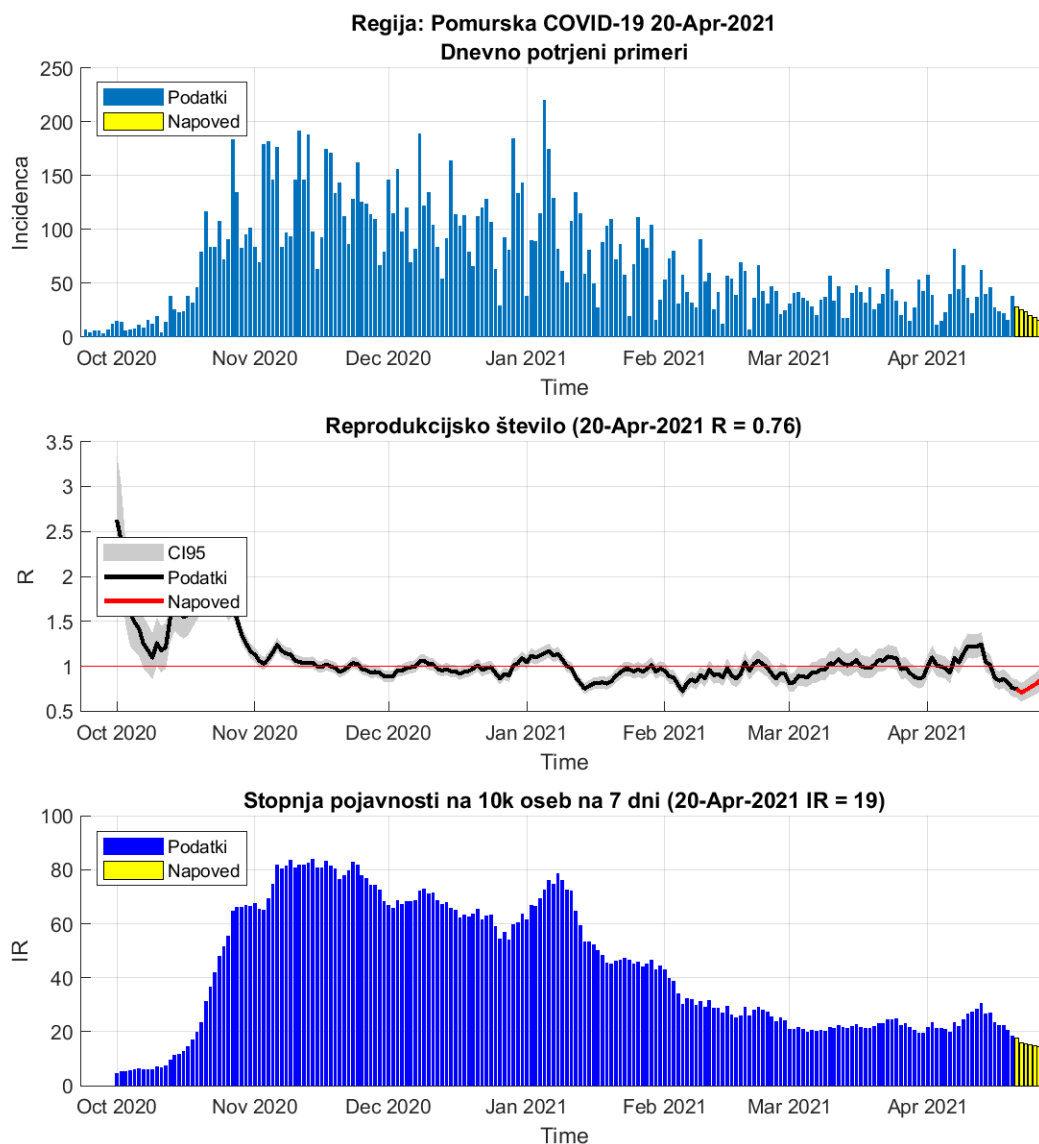 Regija: Pomurska COVID-19 20-Apr-2021
Dnevno potrjeni primeri
250
200
150
100
50
0
Incidenca
Podatki
Napoved
Oct 2020 Nov 2020 Dec 2020 Jan 2021 Feb 2021 Mar 2021 Apr 2021
Time
Reprodukcijsko število (20-Apr-2021 R = 0.76)
3.5
3
2.5
2
1.5
1
0.5
R
CI95
Podatki
Napoved
Oct 2020 Nov 2020 Dec 2020 Jan 2021 Feb 2021 Mar 2021 Apr 2021
Time
Stopnja pojavnosti na 10k oseb na 7 dni (20-Apr-2021 IR = 19)
100
80
60
40
20
0
IR
Podatki
Napoved
Oct 2020 Nov 2020 Dec 2020 Jan 2021 Feb 2021 Mar 2021 Apr 2021
Time